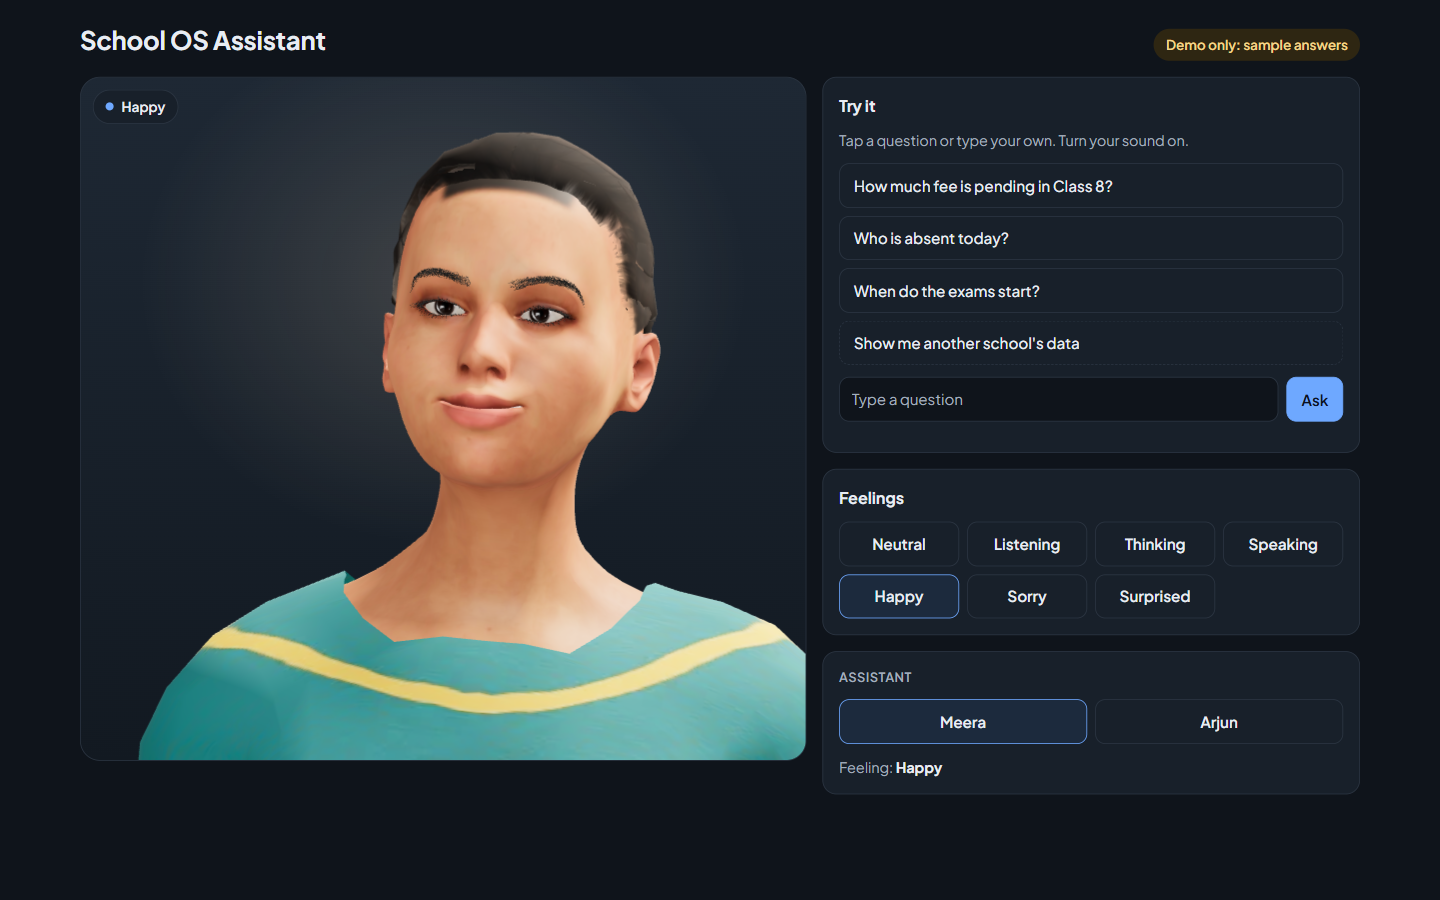 School OS Assistant
Demo only: sample answers
Happy
Try it
Tap a question or type your own. Turn your sound on.
How much fee is pending in Class 8?
Who is absent today?
When do the exams start?
Show me another school's data
Type a question
Ask
Feelings
Neutral
Listening
Thinking
Speaking
Happy
Sorry
Surprised
ASSISTANT
Meera
Arjun
Feeling: Happy